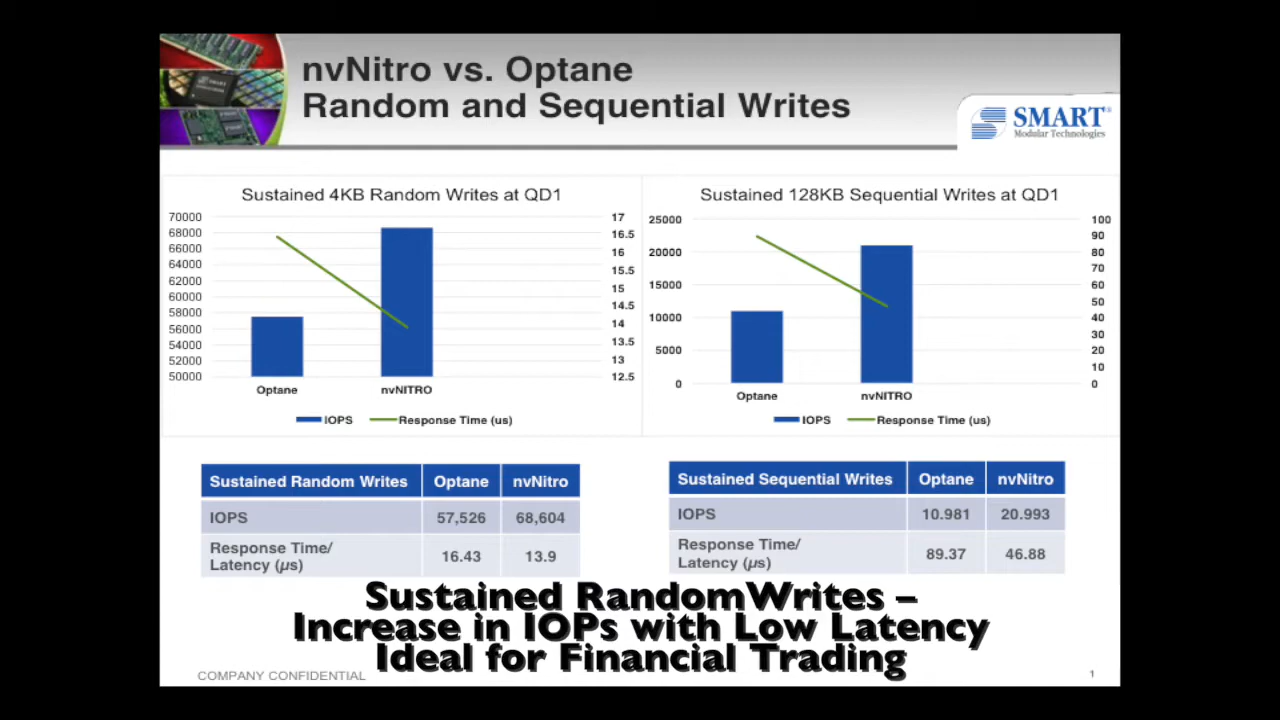 nvNitro vs. Optane
Random and Sequential Writes
SMART®
Modular Technologies
Sustained 4KB Random Writes at QD1
70000
68000
66000
64000
62000
60000
58000
56000
54000
52000
50000
17
16.5
16
15.5
15
14.5
14
13.5
13
12.5
Optane
nvNITRO
IOPS
Response Time (us)
Sustained 128KB Sequential Writes at QD1
25000
20000
15000
10000
5000
0
100
90
80
70
60
50
40
30
20
10
0
Optane
nvNITRO
IOPS
Response Time (us)
Sustained Random Writes Optane nvNitro
IOPS 57,526 68,604
Response Time/
Latency (µs) 16.43 13.9
Sustained Sequential Writes Optane nvNitro
IOPS 10.981 20.993
Response Time/
Latency (µs) 89.37 46.88
Sustained RandomWrites –
Increase in IOPs with Low Latency
Ideal for Financial Trading
COMPANY CONFIDENTIAL
1